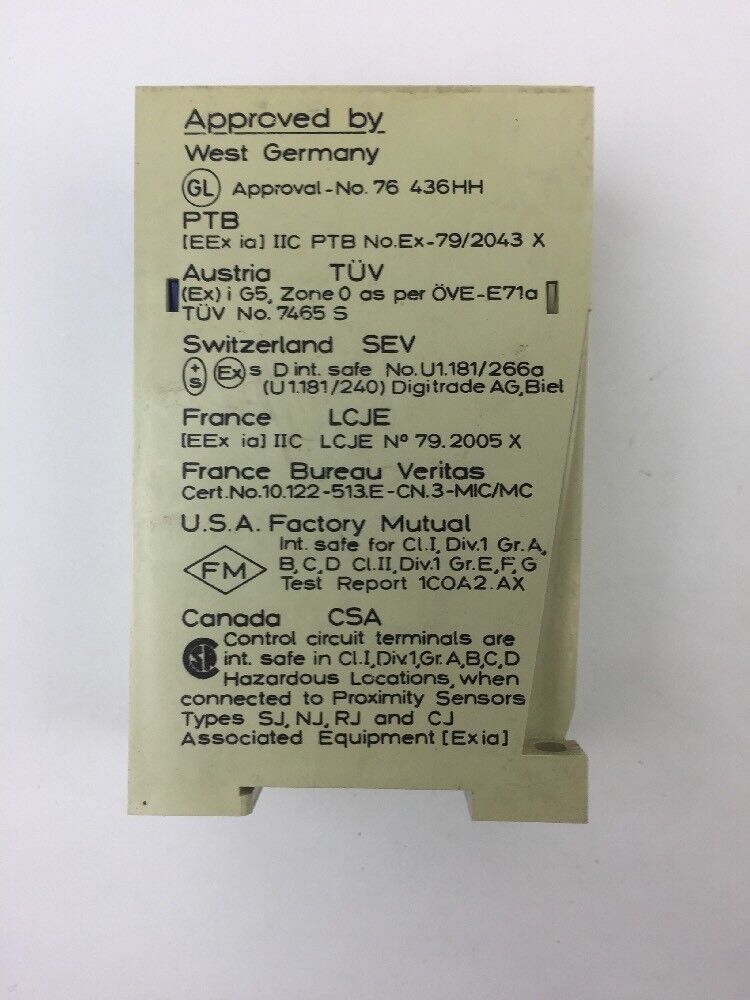 Approved by
West Germany
GL Approval-No. 76 436HH
PTB
[EEx ia] IIC PTB No.Ex-79/2043 X
Austria TÜV
(Ex) i G5, Zone 0 as per ÖVE-E71a
TÜV No. 7465 S
Switzerland SEV
+ S Ex s D int. safe No. U1.181/266a
(U1.181/240) Digitrade AG, Biel
France LCJE
[EEx ia] IIC LCJE Nº 79.2005 X
France Bureau Veritas
Cert.No.10.122-513.E-CN.3-MIC/MC
U.S.A. Factory Mutual
Int. safe for Cl.I, Div.1 Gr.A,
FM B,C,D Cl.II,Div.1 Gr.E,F,G
Test Report 1COA2.AX
Canada CSA
Control circuit terminals are
int. safe in Cl.I,Div.1,Gr.A,B,C,D
Hazardous Locations, when
connected to Proximity Sensors
Types SJ, NJ, RJ and CJ
Associated Equipment [Exia]